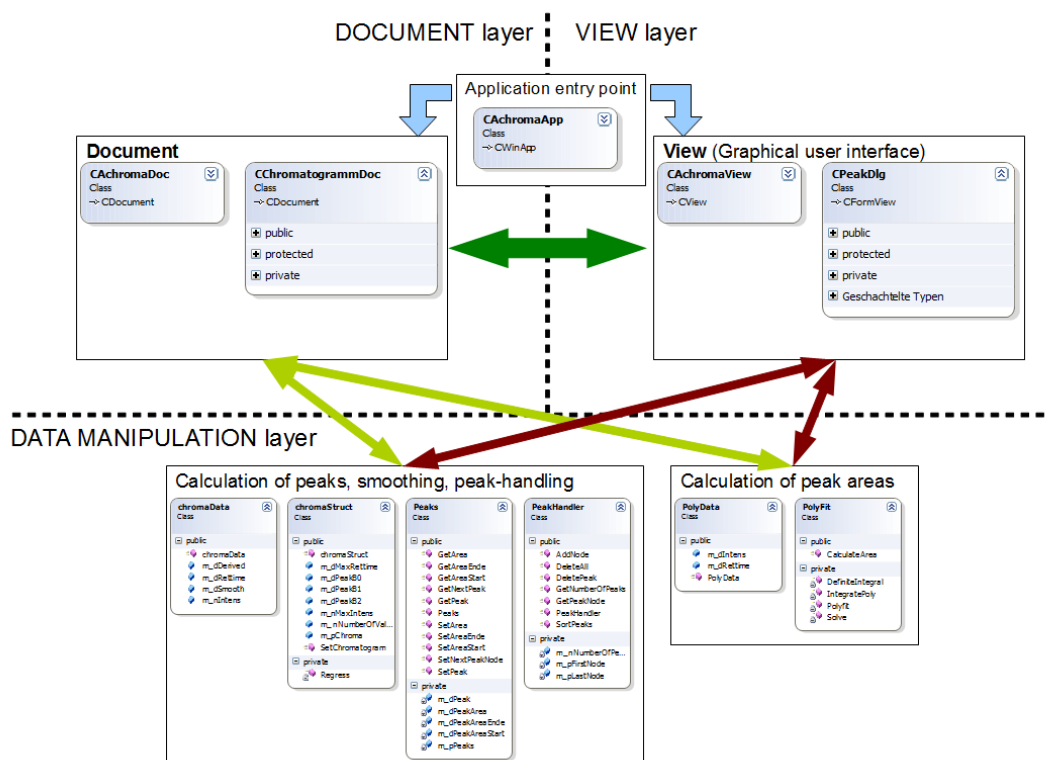 DOCUMENT layer
VIEW layer
Application entry point
CAchromaApp
Class
CWinApp
Document
CAchromaDoc
Class
CDocument
CChromatogrammDoc
Class
CDocument
public
protected
private
View (Graphical user interface)
CAchromaView
Class
CView
CPeakDlg
Class
CFormView
public
protected
private
Geschachtelte Typen
DATA MANIPULATION layer
Calculation of peaks, smoothing, peak-handling
chromaData
Class
public
chromaData
m_dDerived
m_dRettime
m_dSmooth
m_nIntens
chromaStruct
Class
public
chromaStruct
m_dMaxRettime
m_dPeakB0
m_dPeakB1
m_dPeakB2
m_nMaxIntens
m_nNumberOfVal...
m_pChroma
SetChromatogram
private
Regress
Peaks
Class
public
GetArea
GetAreaEnde
GetAreaStart
GetNextPeak
GetPeak
Peaks
SetArea
SetAreaEnde
SetAreaStart
SetNextPeakNode
SetPeak
private
m_dPeak
m_dPeakArea
m_dPeakAreaEnde
m_dPeakAreaStart
m_pPeaks
PeakHandler
Class
public
AddNode
DeleteAll
DeletePeak
GetNumberOfPeaks
GetPeakNode
PeakHandler
SortPeaks
private
m_nNumberOfPe...
m_pFirstNode
m_pLastNode
Calculation of peak areas
PolyData
Class
public
m_dIntens
m_dRettime
PolyData
PolyFit
Class
public
CalculateArea
private
DefiniteIntegral
IntegratePoly
Polyfit
Solve